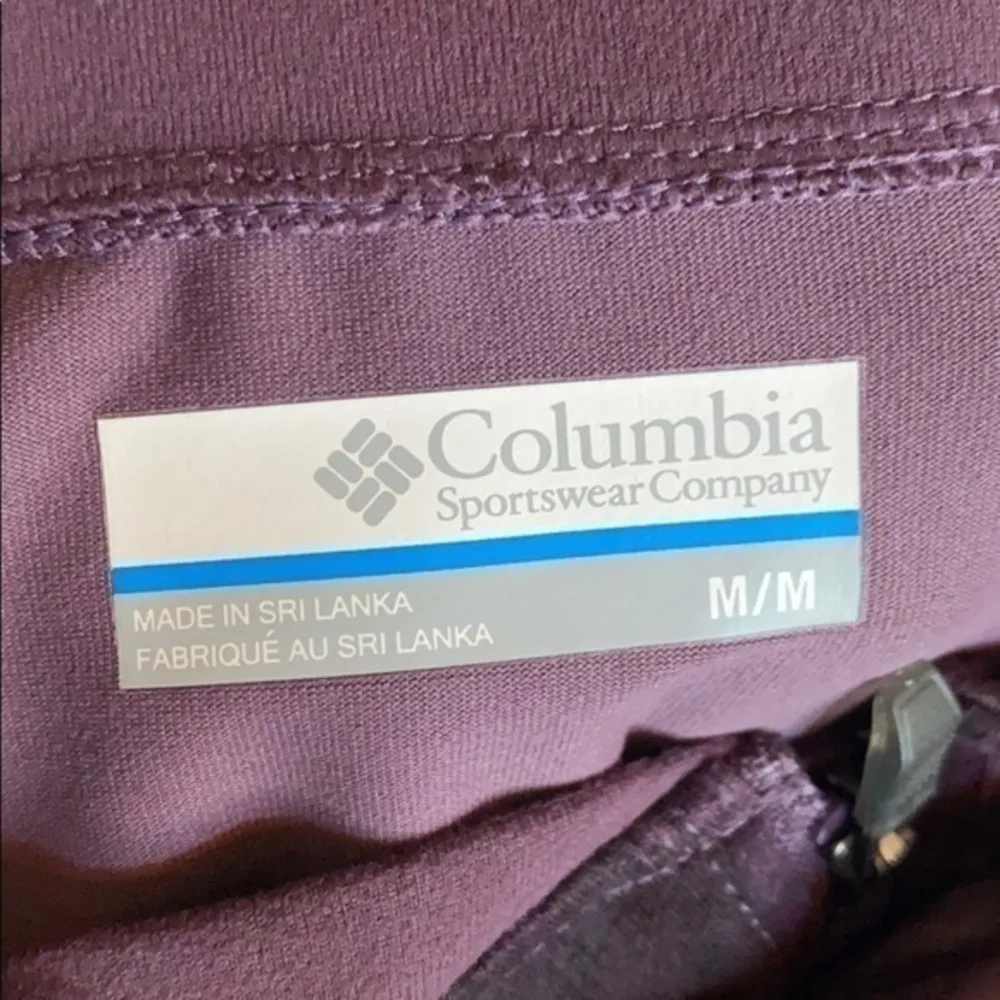 Columbia
Sportswear Company
MADE IN SRI LANKA
FABRIQUÉ AU SRI LANKA
M/M